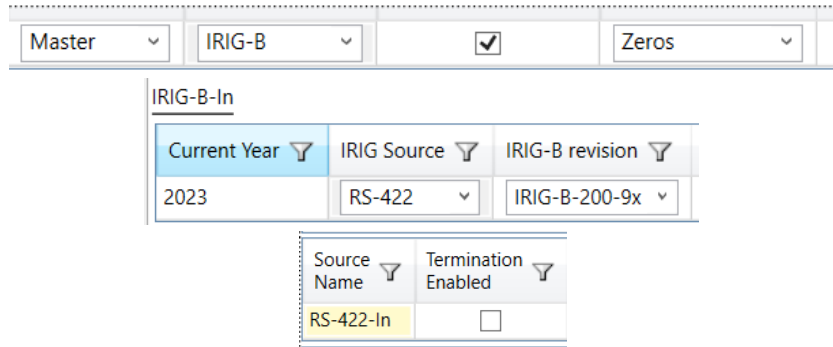 Master IRIG-B Zeros
IRIG-B-In
Current Year IRIG Source IRIG-B revision
2023 RS-422 IRIG-B-200-9x
Source Termination
Name Enabled
RS-422-In